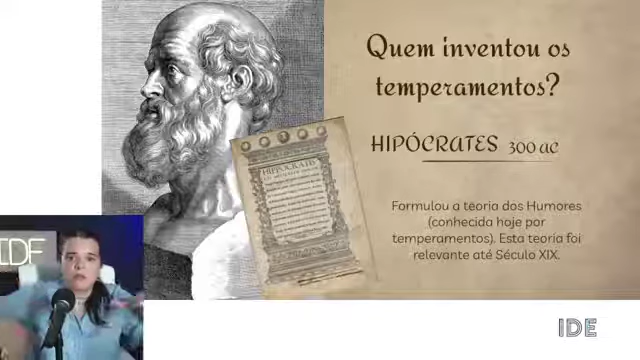 Quem inventou os
temperamentos?
HIPÓCRATES 300 AC
Formulou a teoria dos Humores
(conhecida hoje por
temperamentos). Esta teoria foi
relevante até Século XIX.
HIPPOCRATIS
IDE
IDE